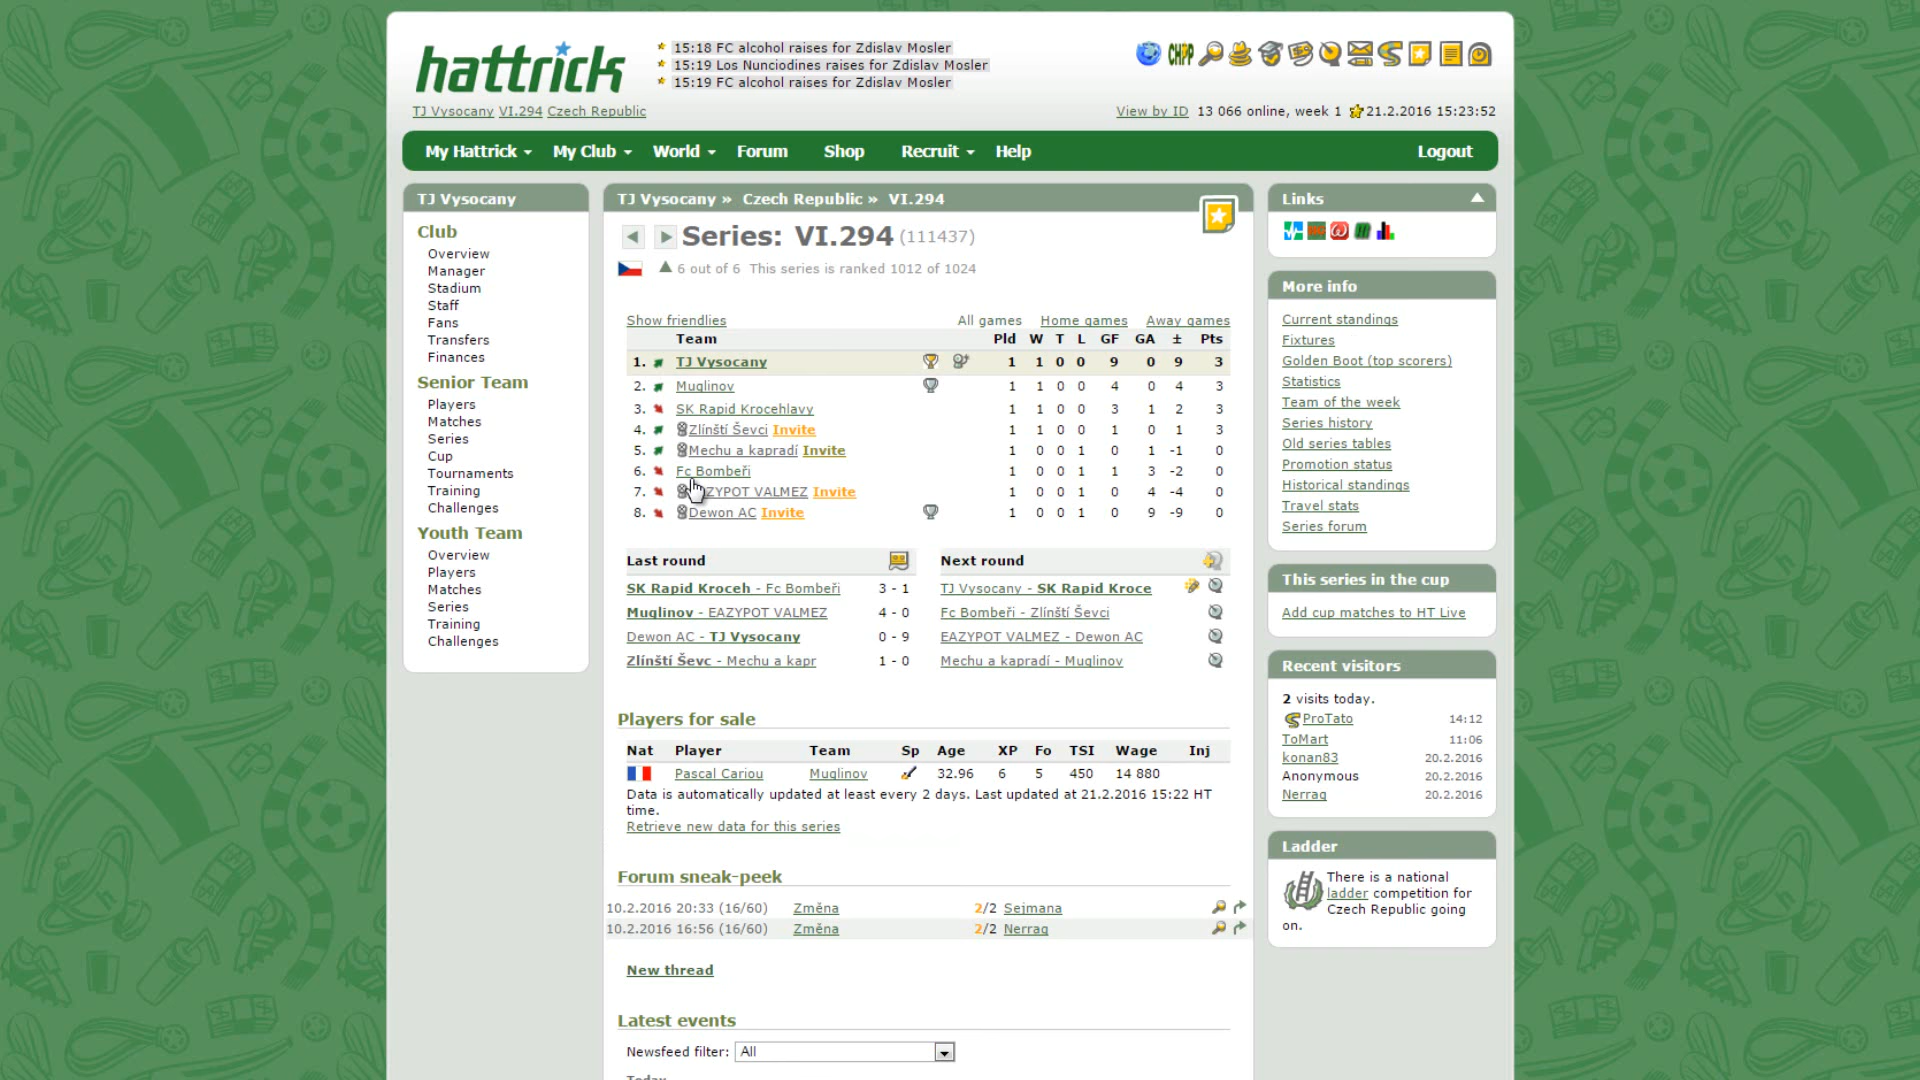 hattrick
15:18 FC alcohol raises for Zdislav Mosler
15:19 Los Nunciodines raises for Zdislav Mosler
15:19 FC alcohol raises for Zdislav Mosler
CHPP
TJ Vysocany VI.294 Czech Republic
View by ID 13 066 online, week 1 21.2.2016 15:23:52
My Hattrick My Club World Forum Shop Recruit Help Logout
TJ Vysocany
Club
Overview
Manager
Stadium
Staff
Fans
Transfers
Finances
Senior Team
Players
Matches
Series
Cup
Tournaments
Training
Challenges
Youth Team
Overview
Players
Matches
Series
Training
Challenges
TJ Vysocany » Czech Republic » VI.294
Series: VI.294 (111437)
6 out of 6 This series is ranked 1012 of 1024
Show friendlies All games Home games Away games
Team Pld W T L GF GA ± Pts
1. TJ Vysocany 1 1 0 0 9 0 9 3
2. Muglinov 1 1 0 0 4 0 4 3
3. SK Rapid Krocehlavy 1 1 0 0 3 1 2 3
4. Zlínští Ševci Invite 1 1 0 0 1 0 1 3
5. Mechu a kapradí Invite 1 0 0 1 0 1 -1 0
6. Fc Bombeři 1 0 0 1 1 3 -2 0
7. ZYPOT VALMEZ Invite 1 0 0 1 0 4 -4 0
8. Dewon AC Invite 1 0 0 1 0 9 -9 0
Last round
SK Rapid Kroceh - Fc Bombeři 3 - 1
Muglinov - EAZYPOT VALMEZ 4 - 0
Dewon AC - TJ Vysocany 0 - 9
Zlínští Ševc - Mechu a kapr 1 - 0
Next round
TJ Vysocany - SK Rapid Kroce
Fc Bombeři - Zlínští Ševci
EAZYPOT VALMEZ - Dewon AC
Mechu a kapradí - Muglinov
Players for sale
Nat Player Team Sp Age XP Fo TSI Wage Inj
Pascal Cariou Muglinov 32.96 6 5 450 14 880
Data is automatically updated at least every 2 days. Last updated at 21.2.2016 15:22 HT
time.
Retrieve new data for this series
Forum sneak-peek
10.2.2016 20:33 (16/60) Změna 2/2 Sejmana
10.2.2016 16:56 (16/60) Změna 2/2 Nerrag
New thread
Latest events
Newsfeed filter: All
Today
Links
More info
Current standings
Fixtures
Golden Boot (top scorers)
Statistics
Team of the week
Series history
Old series tables
Promotion status
Historical standings
Travel stats
Series forum
This series in the cup
Add cup matches to HT Live
Recent visitors
2 visits today.
ProTato 14:12
ToMart 11:06
konan83 20.2.2016
Anonymous 20.2.2016
Nerrag 20.2.2016
Ladder
There is a national
ladder competition for
Czech Republic going
on.